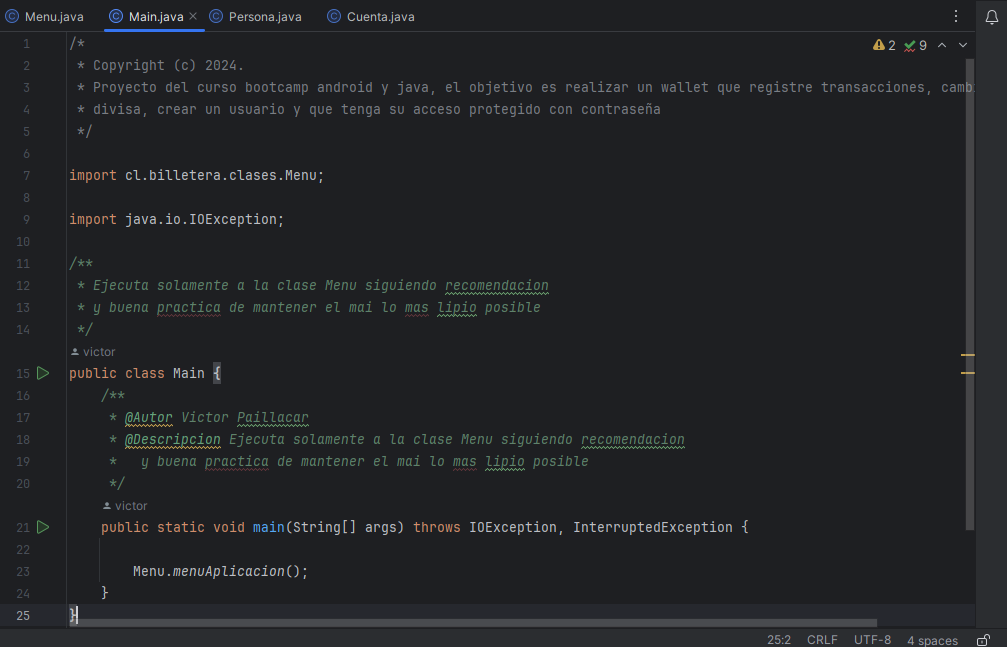 Menu.java Main.java Persona.java Cuenta.java
2 9
1 /*
2 * Copyright (c) 2024.
3 * Proyecto del curso bootcamp android y java, el objetivo es realizar un wallet que registre transacciones, camb
4 * divisa, crear un usuario y que tenga su acceso protegido con contraseña
5 */
6
7 import cl.billetera.clases.Menu;
8
9 import java.io.IOException;
10
11 /**
12 * Ejecuta solamente a la clase Menu siguiendo recomendacion
13 * y buena practica de mantener el mai lo mas lipio posible
14 */
victor
15 public class Main {
16 /**
17 * @Autor Victor Paillacar
18 * @Descripcion Ejecuta solamente a la clase Menu siguiendo recomendacion
19 * y buena practica de mantener el mai lo mas lipio posible
20 */
victor
21 public static void main(String[] args) throws IOException, InterruptedException {
22
23 Menu.menuAplicacion();
24 }
25 }
25:2 CRLF UTF-8 4 spaces